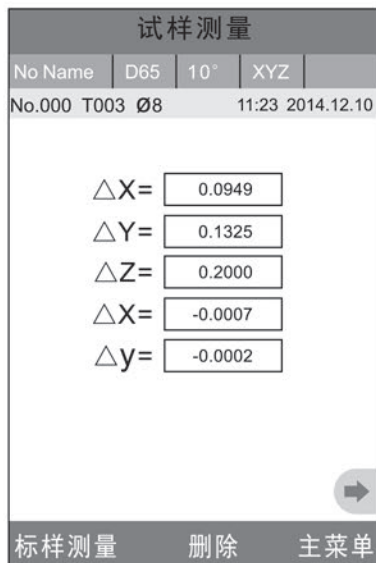 试样测量
No Name D65 10° XYZ
No.000 T003 Ø8 11:23 2014.12.10
△X= 0.0949
△Y= 0.1325
△Z= 0.2000
△X= -0.0007
△y= -0.0002
标样测量 删除 主菜单